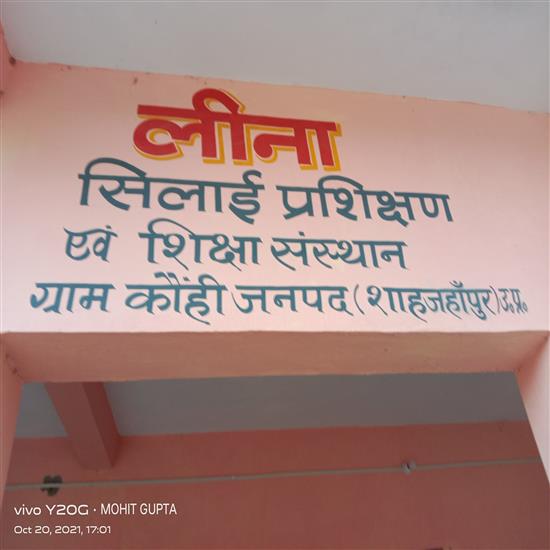 लीना
सिलाई प्रशिक्षण
एवं शिक्षा संस्थान
ग्राम कौंही जनपद (शाहजहाँपुर) उ॰प्र॰
vivo Y20G · MOHIT GUPTA
Oct 20, 2021, 17:01